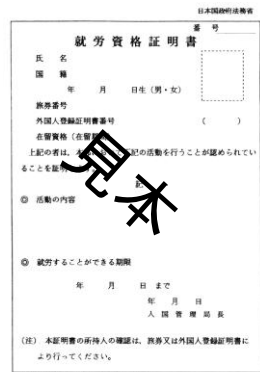 日本国政府法務省
番 号
就労資格証明書
氏 名
国 籍
年 月 日生（男・女）
旅券番号
外国人登録証明書番号 （ ）
在留資格（在留期
上記の者は、本 記の活動を行うことが認められてい
ることを証
記
見本
◎ 活動の内容
◎ 就労することができる期限
年 月 日 まで
年 月 日
入 国 管 理 局 長
（注） 本証明書の所持人の確認は、旅券又は外国人登録証明書に
より行ってください。